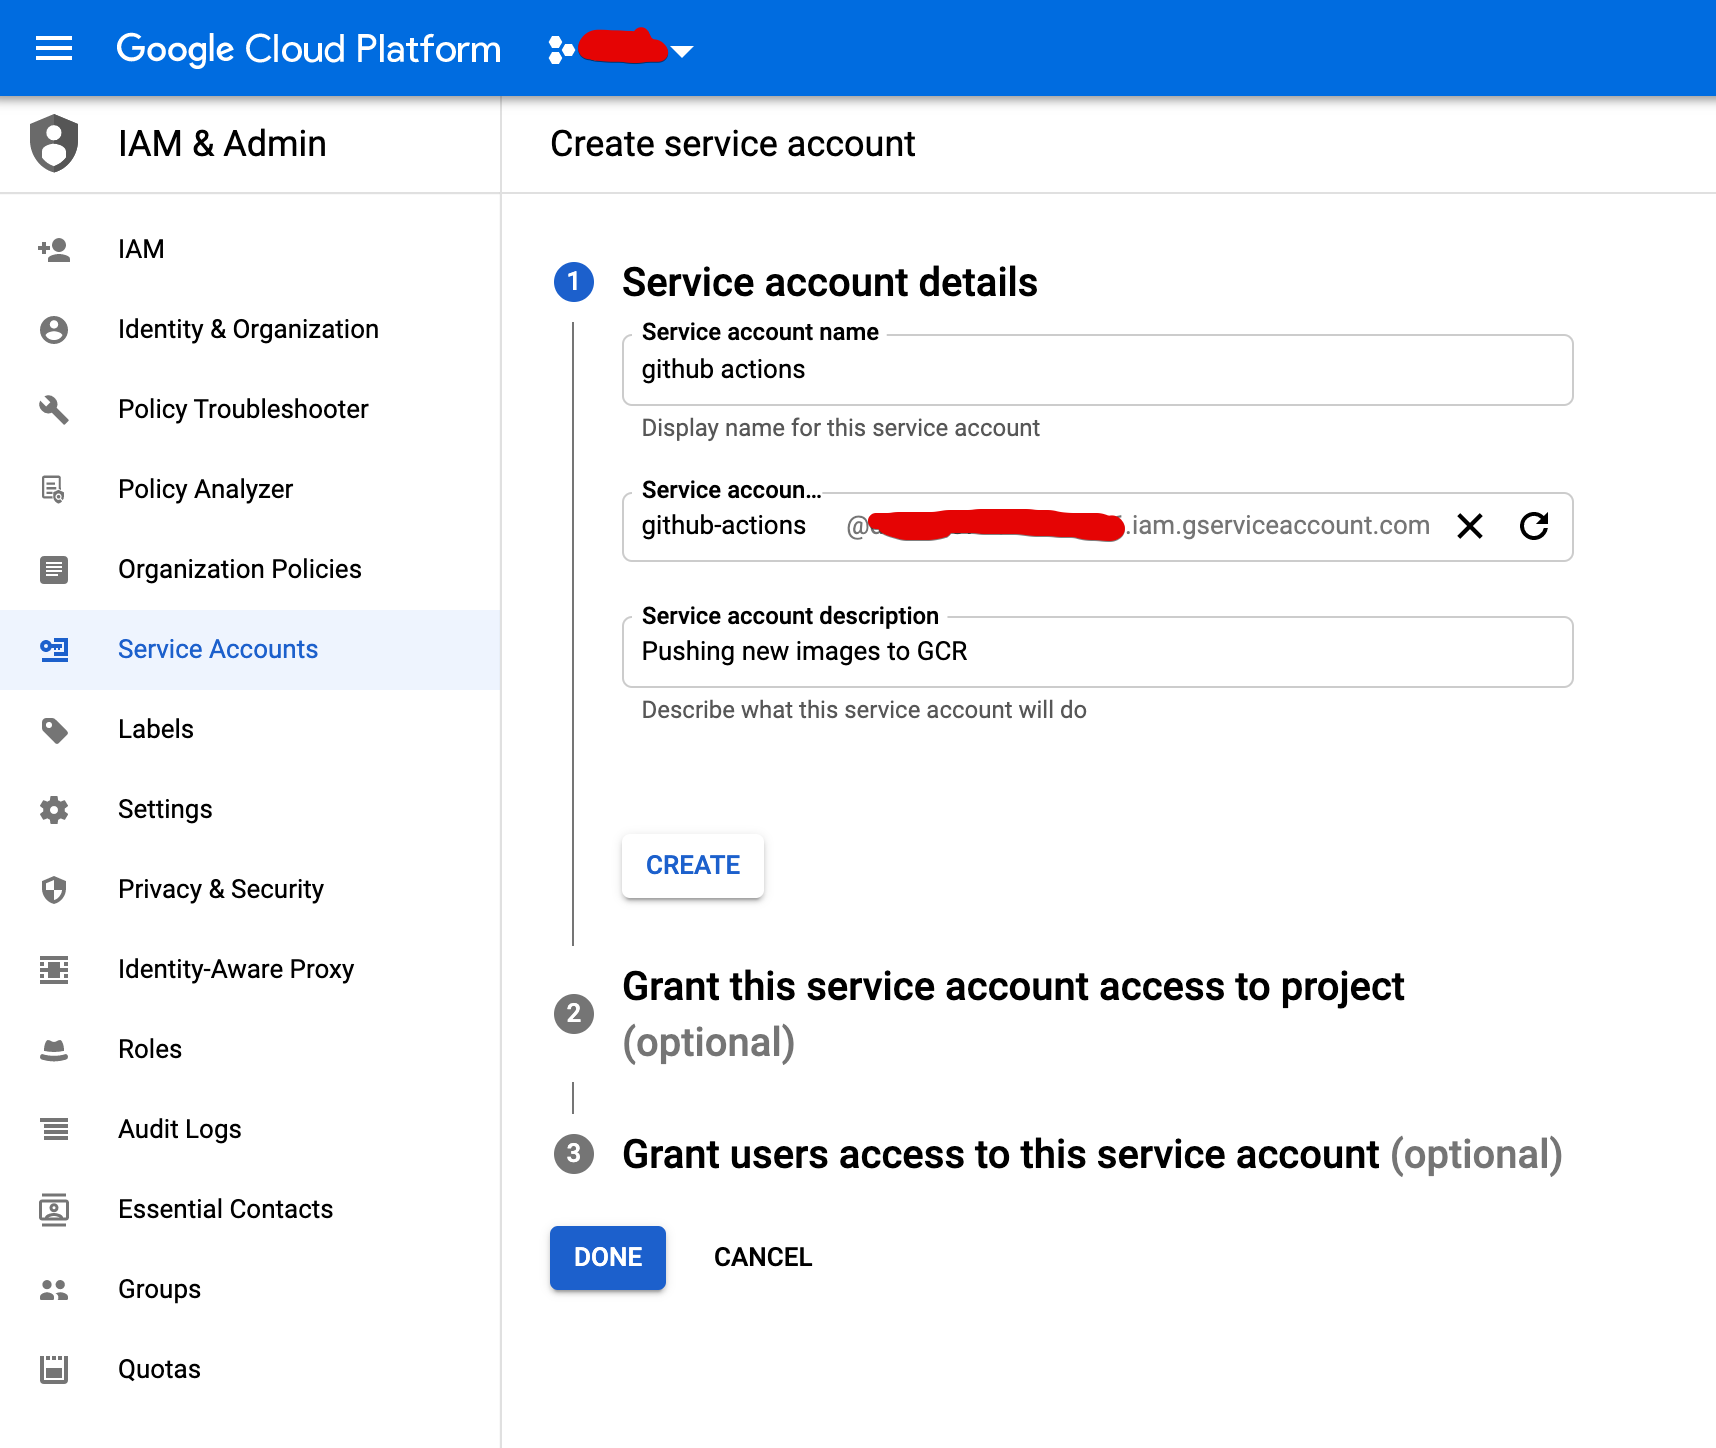 Google Cloud Platform
IAM & Admin
Create service account
IAM
Identity & Organization
Policy Troubleshooter
Policy Analyzer
Organization Policies
Service Accounts
Labels
Settings
Privacy & Security
Identity-Aware Proxy
Roles
Audit Logs
Essential Contacts
Groups
Quotas
1 Service account details
Service account name
github actions
Display name for this service account
Service accoun...
github-actions @ .iam.gserviceaccount.com
Service account description
Pushing new images to GCR
Describe what this service account will do
CREATE
2 Grant this service account access to project
(optional)
3 Grant users access to this service account (optional)
DONE CANCEL